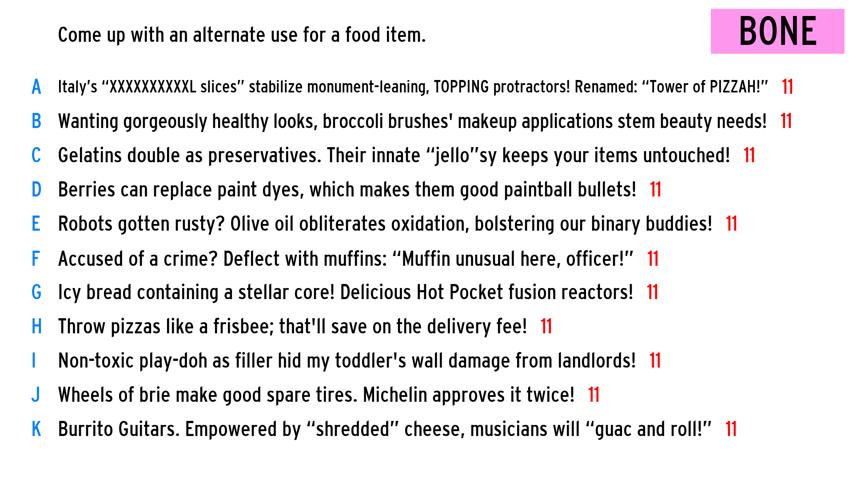 Come up with an alternate use for a food item.
BONE
A Italy's “XXXXXXXXXXL slices” stabilize monument-leaning, TOPPING protractors! Renamed: “Tower of PIZZAH!” 11
B Wanting gorgeously healthy looks, broccoli brushes' makeup applications stem beauty needs! 11
C Gelatins double as preservatives. Their innate “jello”sy keeps your items untouched! 11
D Berries can replace paint dyes, which makes them good paintball bullets! 11
E Robots gotten rusty? Olive oil obliterates oxidation, bolstering our binary buddies! 11
F Accused of a crime? Deflect with muffins: “Muffin unusual here, officer!” 11
G Icy bread containing a stellar core! Delicious Hot Pocket fusion reactors! 11
H Throw pizzas like a frisbee; that'll save on the delivery fee! 11
I Non-toxic play-doh as filler hid my toddler's wall damage from landlords! 11
J Wheels of brie make good spare tires. Michelin approves it twice! 11
K Burrito Guitars. Empowered by “shredded” cheese, musicians will “guac and roll!” 11